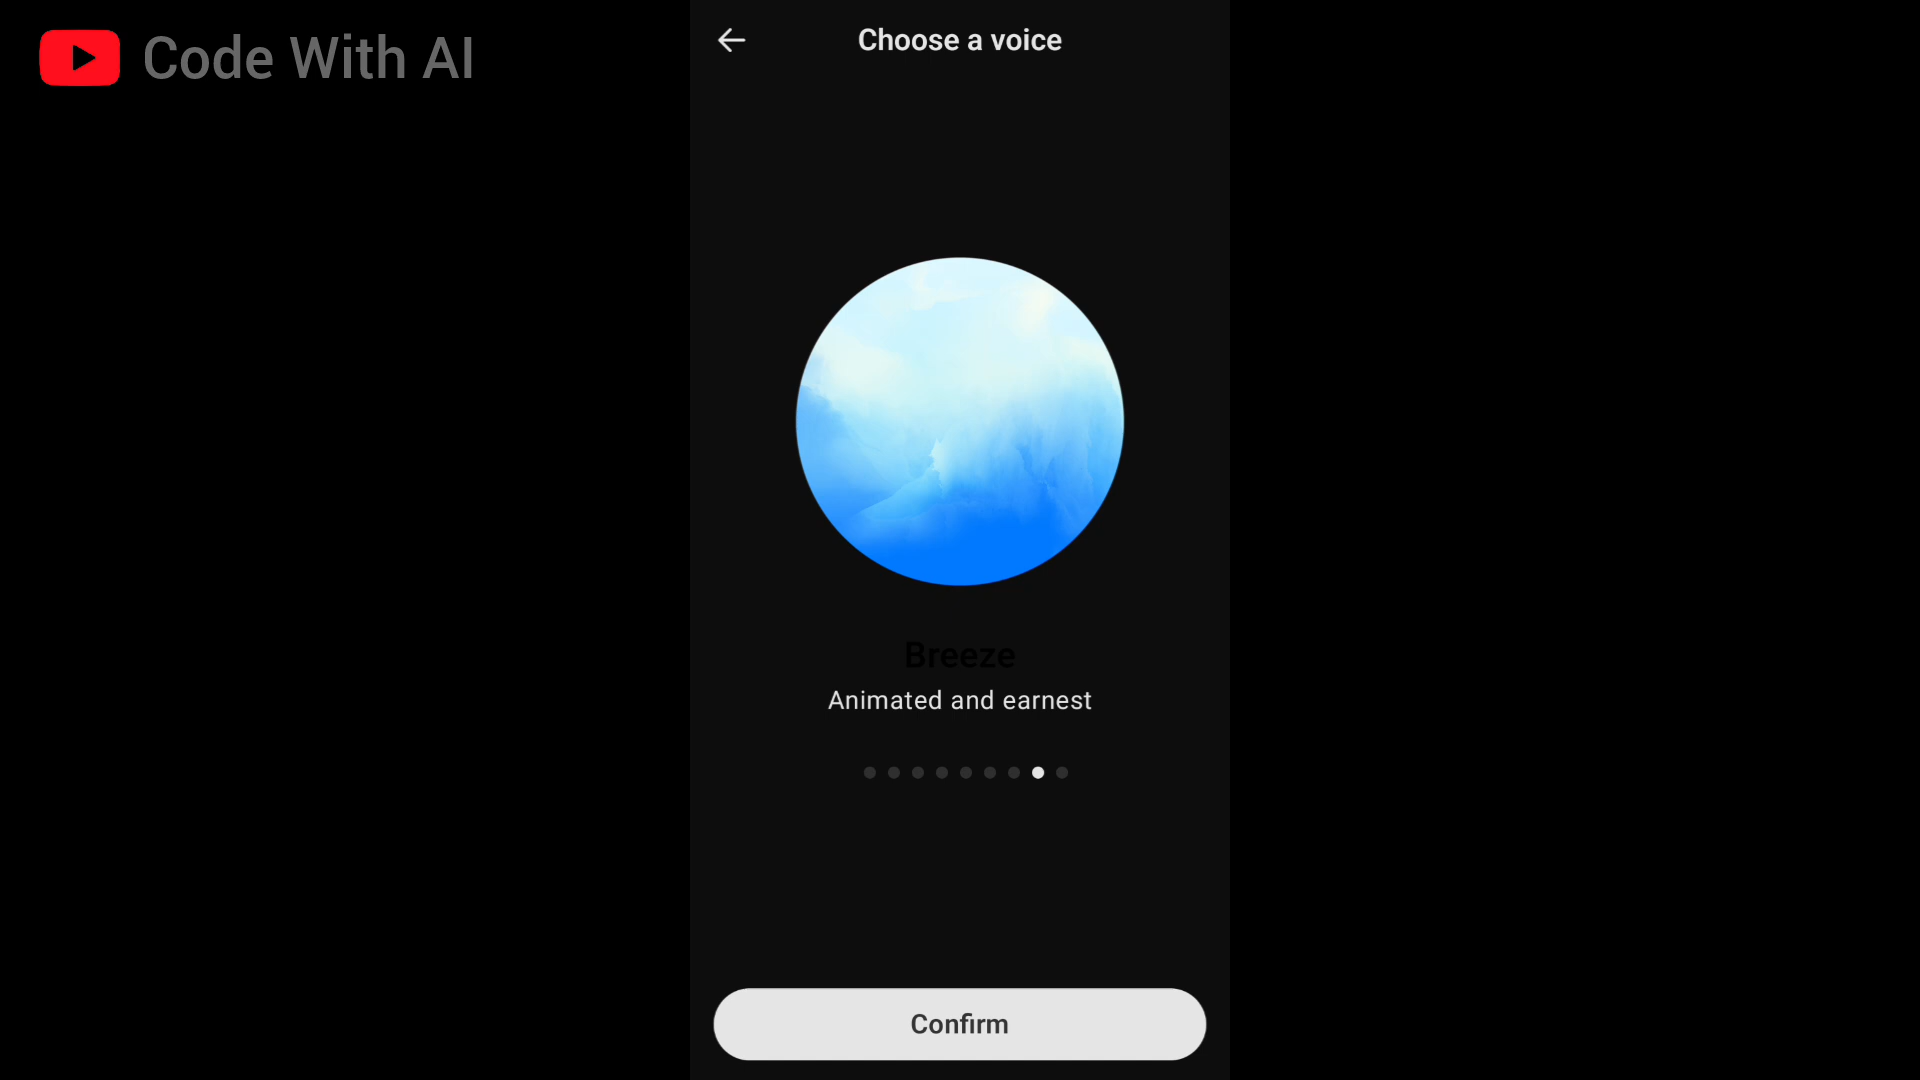 Code With AI
Choose a voice
Breeze
Animated and earnest
Confirm